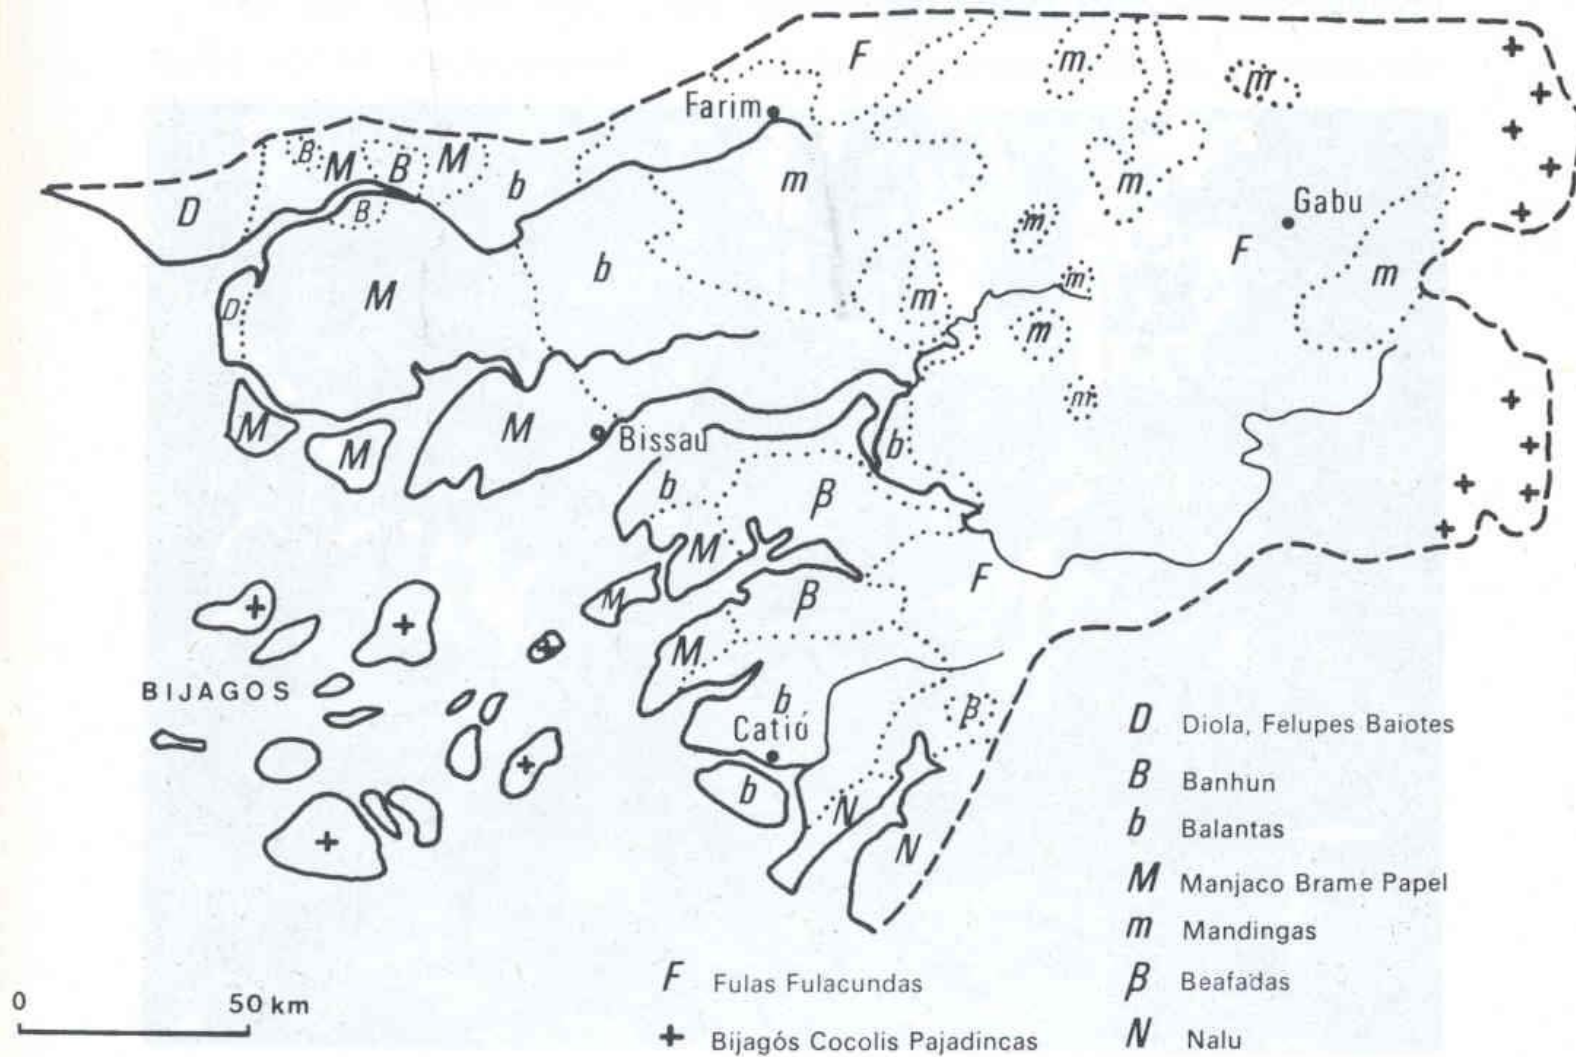 F
m
m
Farim
B
M
B
M
b
m
m
D
B
Gabu
m
F
b
m
D
M
m
m
m
m
M
M
M
Bissau
b
b
β
M
F
M
β
M
BIJAGOS
b
β
Catió
b
N
N
D Diola, Felupes Baiotes
B Banhun
b Balantas
M Manjaco Brame Papel
m Mandingas
F Fulas Fulacundas
β Beafadas
0 50 km
+ Bijagós Cocolis Pajadincas
N Nalu